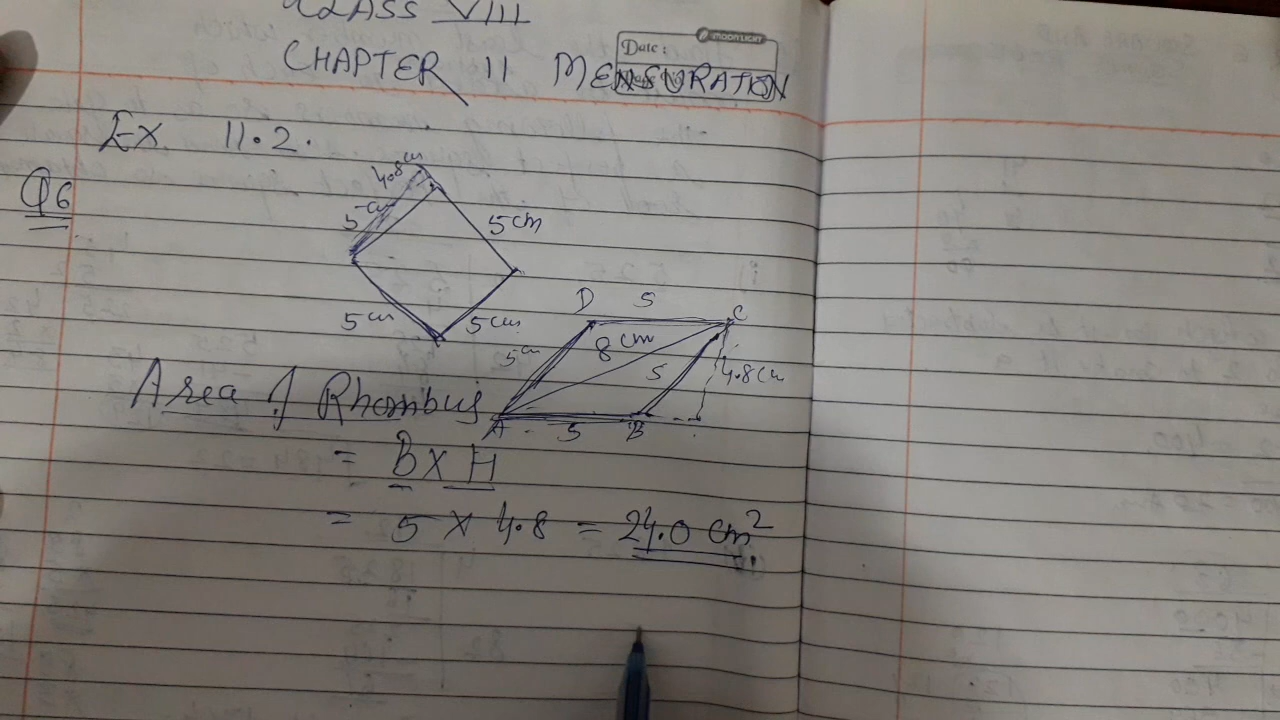 CLASS VIII
MOONLIGHT
Date :
CHAPTER 11 MENSURATION
Ex 11.2.
Q6
4.8 cm
5 cm
5 cm
5 cm
5 cm
D 5 C
5 cm
8 cm
5
4.8 cm
A 5 B
Area of Rhombus
= B X H
= 5 X 4.8 = 24.0 cm²